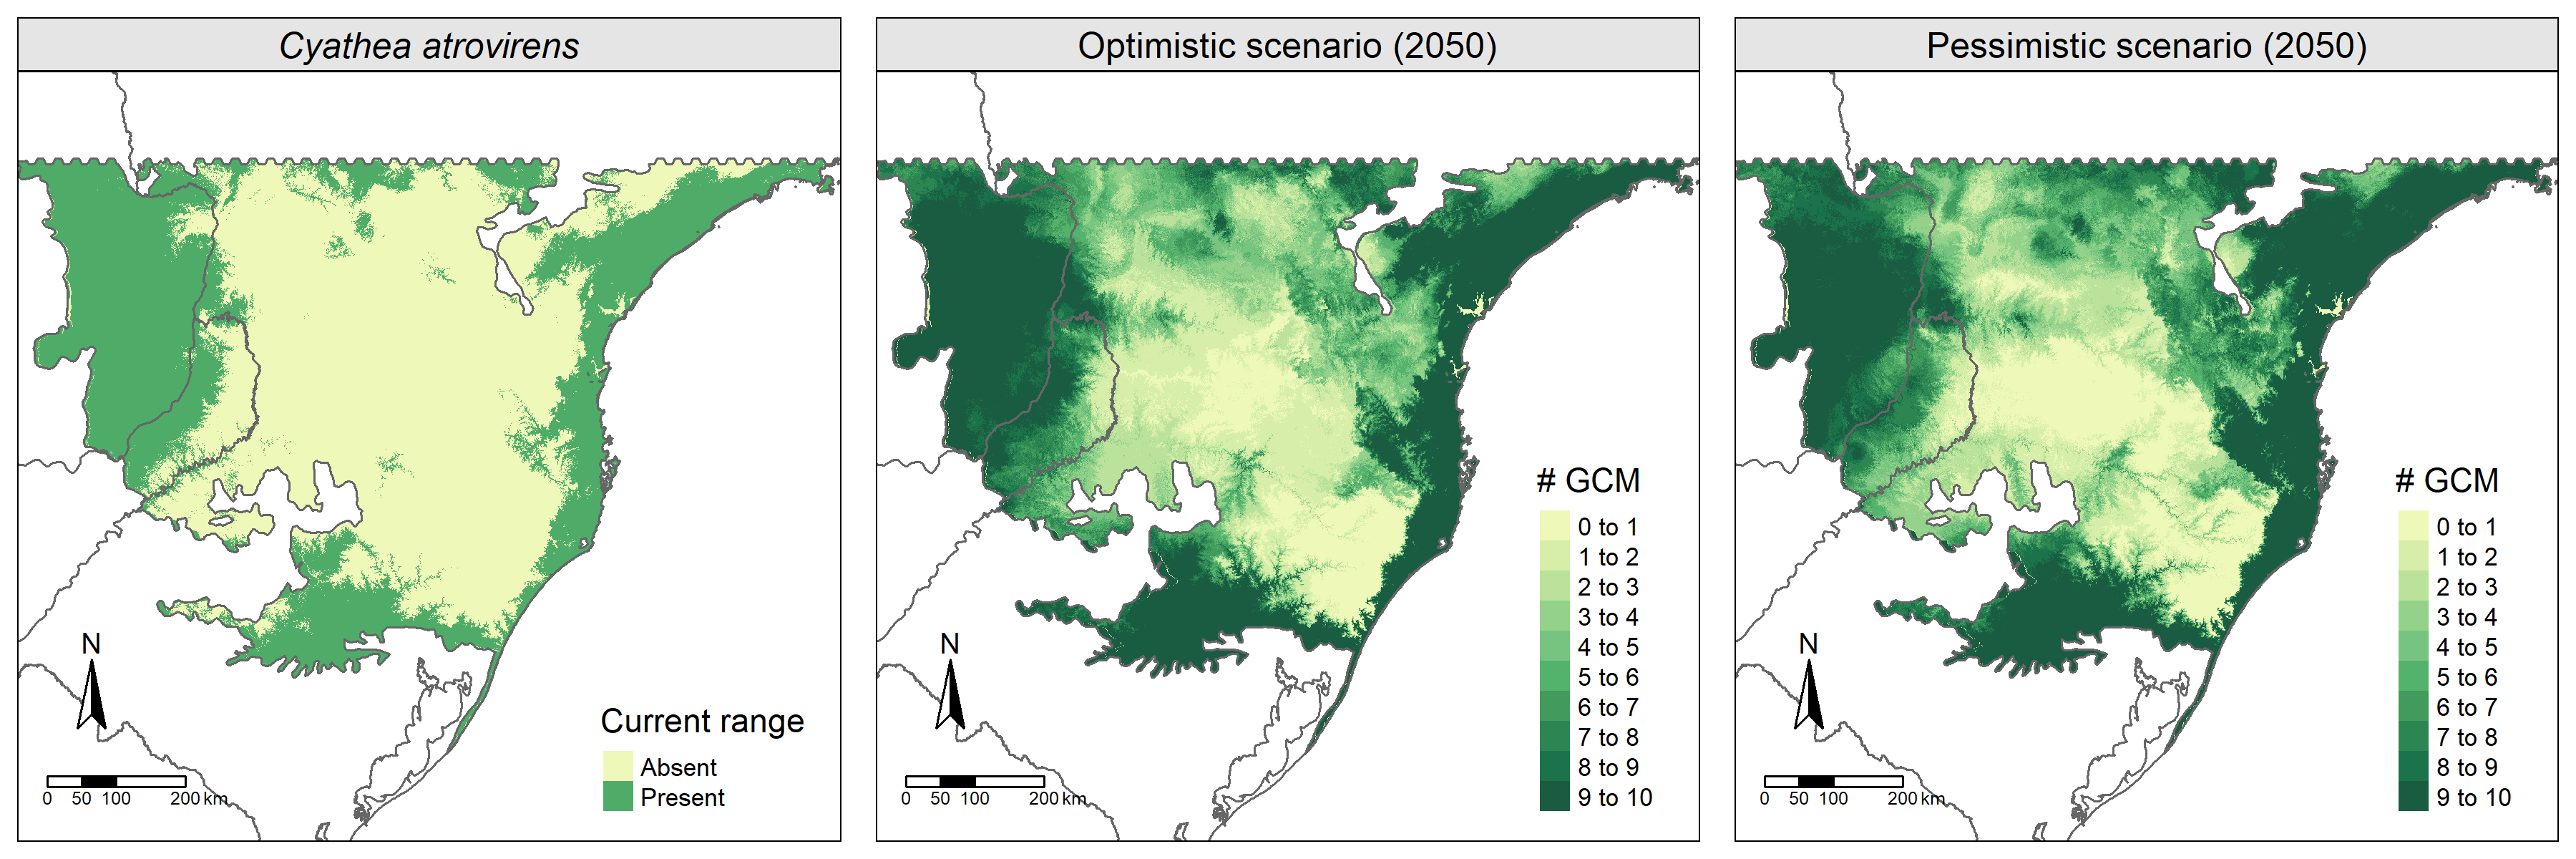 Cyathea atrovirens
N
Current range
Absent
Present
0 50 100 200 km
Optimistic scenario (2050)
# GCM
0 to 1
1 to 2
2 to 3
3 to 4
4 to 5
5 to 6
6 to 7
7 to 8
8 to 9
9 to 10
N
0 50 100 200 km
Pessimistic scenario (2050)
# GCM
0 to 1
1 to 2
2 to 3
3 to 4
4 to 5
5 to 6
6 to 7
7 to 8
8 to 9
9 to 10
N
0 50 100 200 km